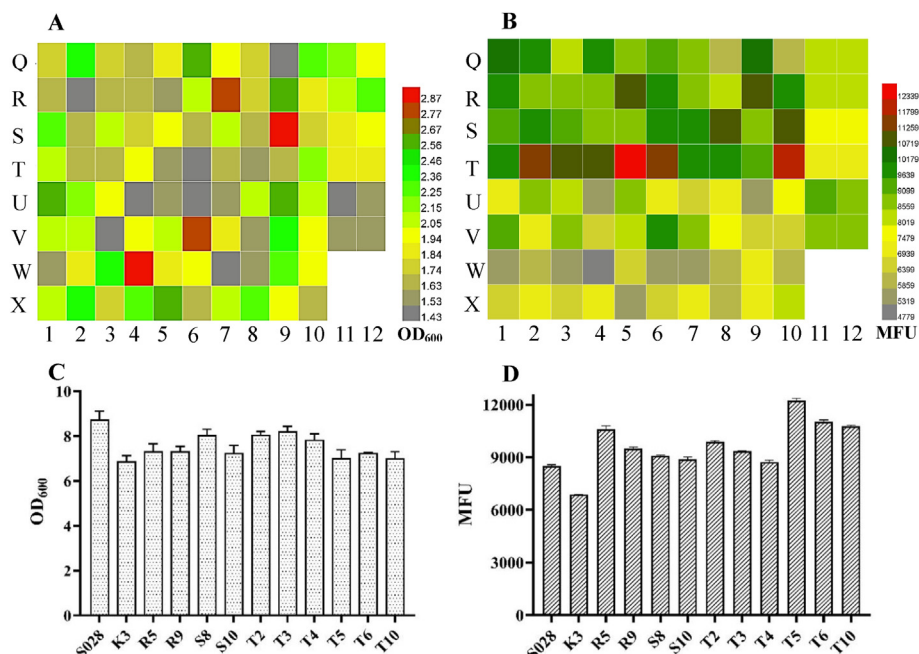 A
Q
R
S
T
U
V
W
X
1 2 3 4 5 6 7 8 9 10 11 12
2.87
2.77
2.67
2.56
2.46
2.36
2.25
2.15
2.05
1.94
1.84
1.74
1.63
1.53
1.43
OD600
B
Q
R
S
T
U
V
W
X
1 2 3 4 5 6 7 8 9 10 11 12
12339
11799
11259
10719
10179
9639
9099
8559
8019
7479
6399
5859
5319
4779
MFU
C
OD600
10
8
6
4
2
0
S028 K3 R5 R9 S8 S10 T2 T3 T4 T5 T6 T10
D
MFU
12000
9000
6000
3000
0
S028 K3 R5 R9 S8 S10 T2 T3 T4 T5 T6 T10